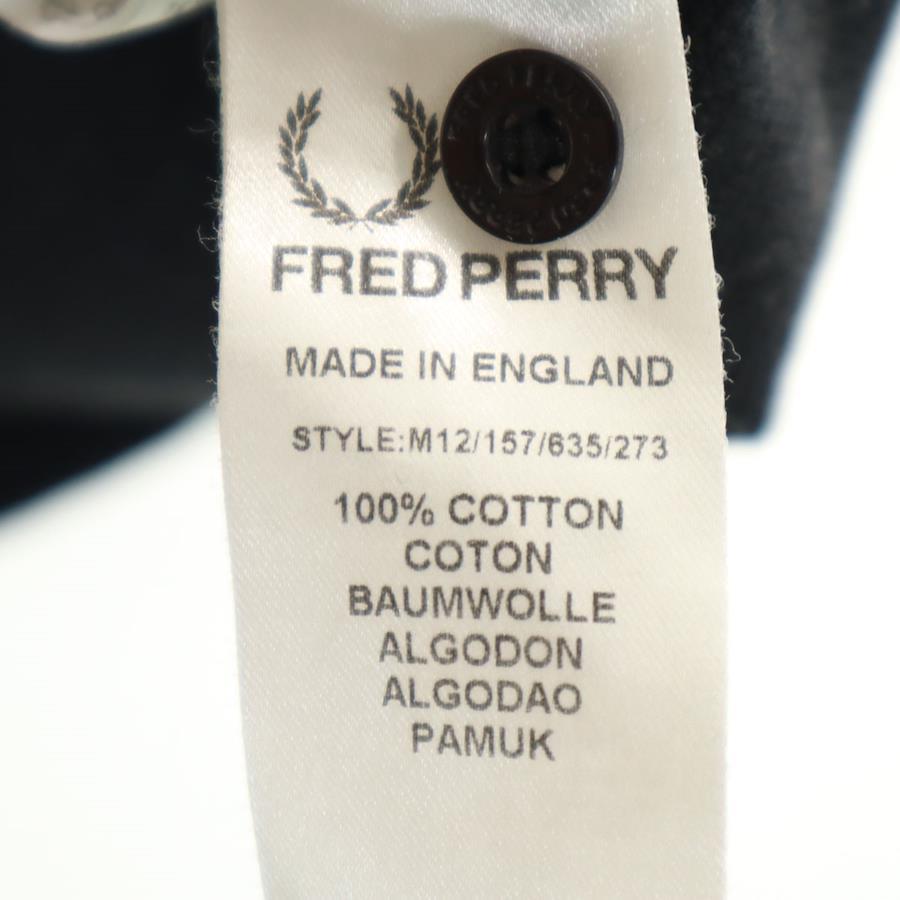 FRED PERRY
MADE IN ENGLAND
STYLE:M12/157/635/273
100% COTTON
COTON
BAUMWOLLE
ALGODON
ALGODAO
PAMUK